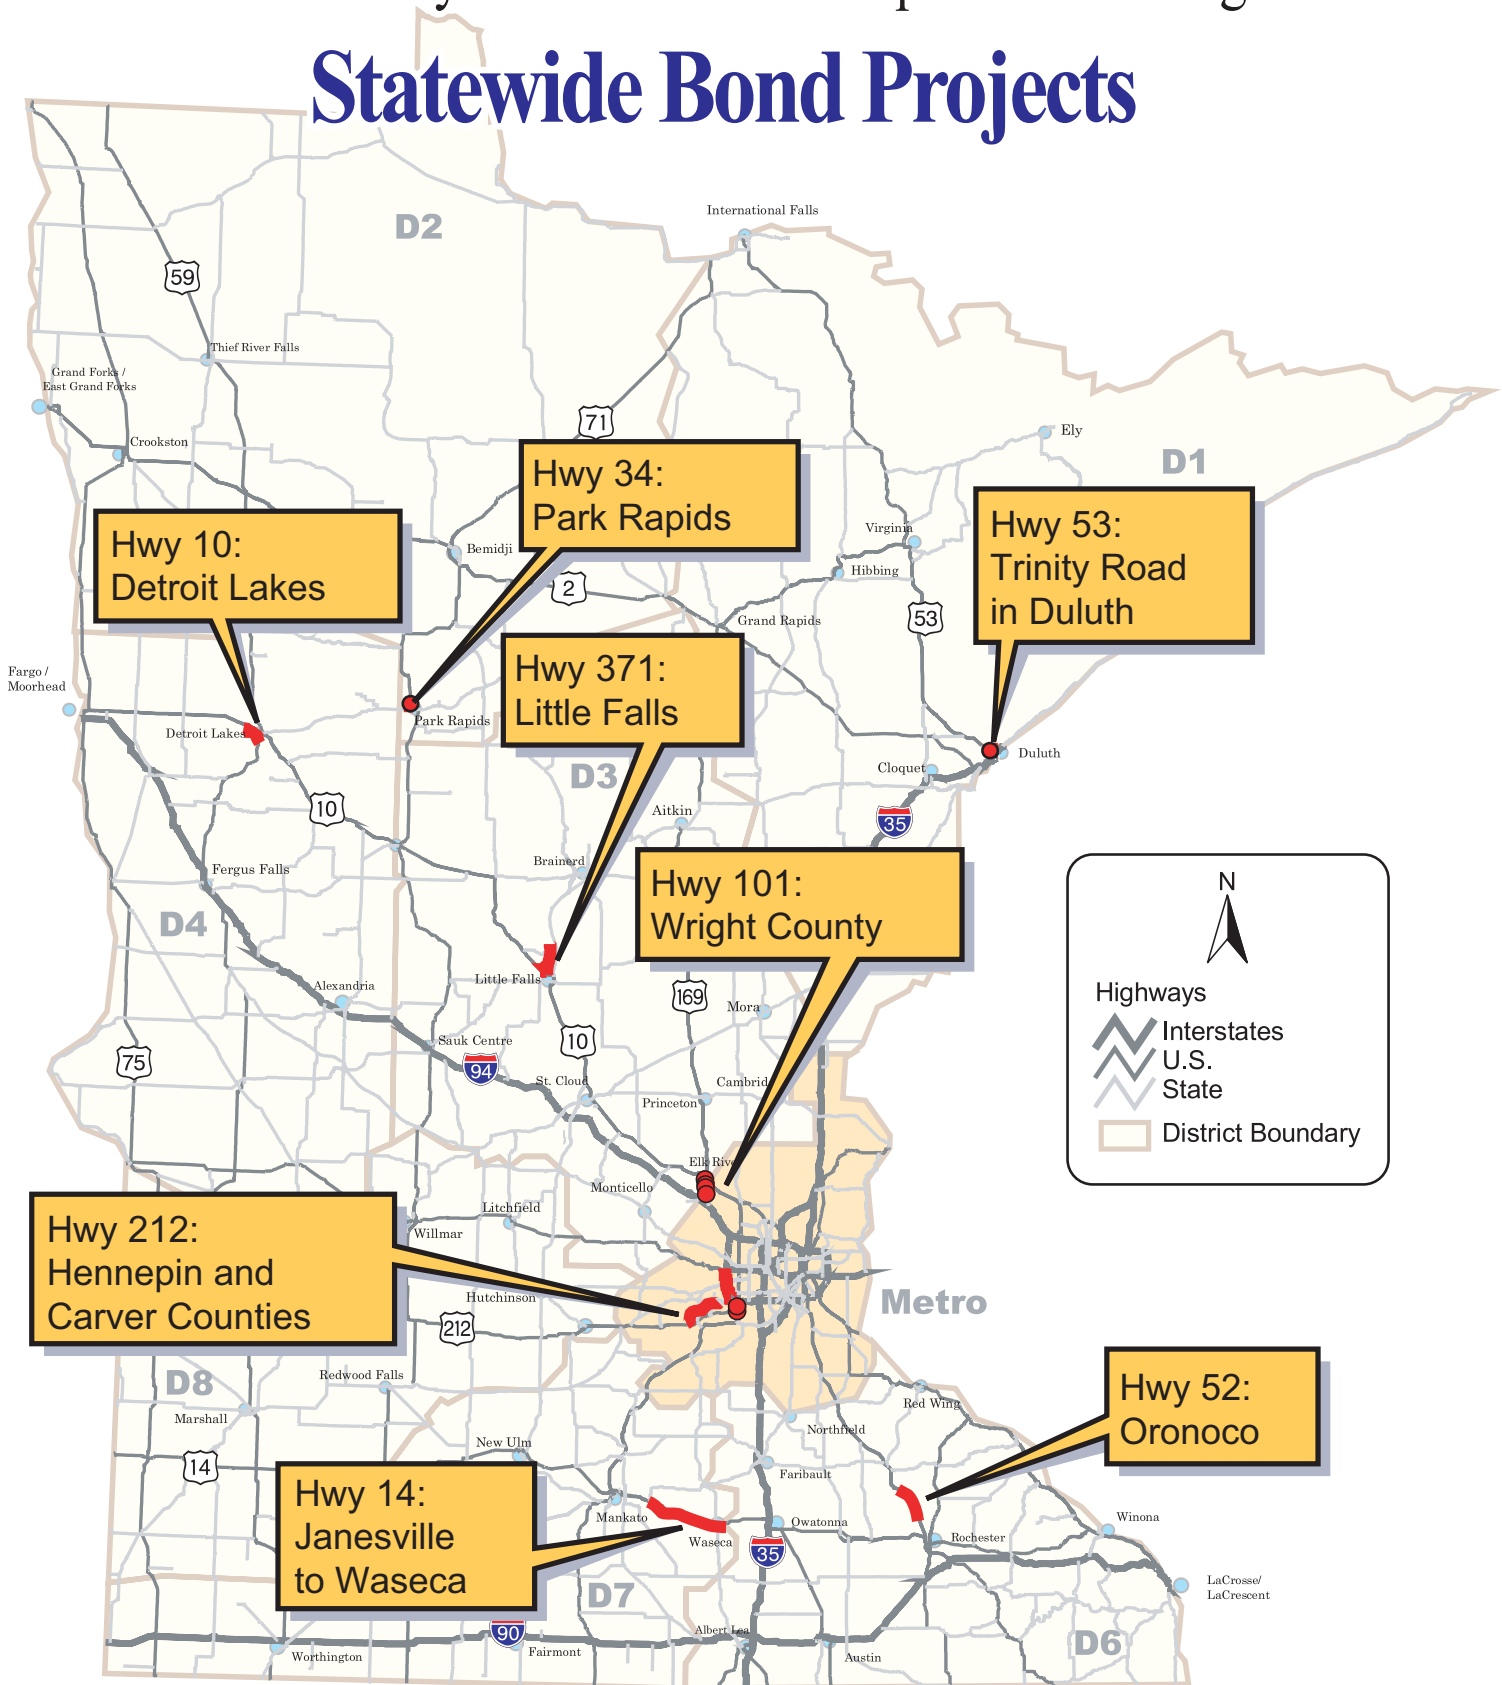 Statewide Bond Projects
International Falls
D2
59
Thief River Falls
Grand Forks /
East Grand Forks
71
Crookston
Ely
D1
Hwy 34:
Park Rapids
Hwy 10:
Detroit Lakes
Hwy 53:
Trinity Road
in Duluth
Virginia
Bemidji
Hibbing
2
53
Grand Rapids
Hwy 371:
Little Falls
Fargo /
Moorhead
Park Rapids
Detroit Lakes
Duluth
Cloquet
D3
10
Aitkin
35
Brainerd
Fergus Falls
Hwy 101:
Wright County
D4
N
Little Falls
Alexandria
169
Mora
Highways
Interstates
U.S.
State
District Boundary
10
Sauk Centre
75
94
St. Cloud
Cambrid
Princeton
Elk Rive
Monticello
Litchfield
Willmar
Hwy 212:
Hennepin and
Carver Counties
Hutchinson
Metro
212
Redwood Falls
D8
Marshall
Red Wing
Hwy 52:
Oronoco
Northfield
New Ulm
14
Faribault
Hwy 14:
Janesville
to Waseca
Mankato
Waseca
Owatonna
Rochester
Winona
35
LaCrosse/
LaCrescent
D7
90
Albert Lea
D6
Fairmont
Worthington
Austin